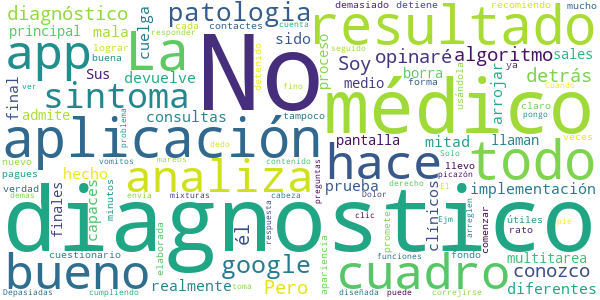 diagnóstico
principal
mala
cuelga
patologia
demasiado
detiene
recomiendo
mucho
cada
contactes
cuenta
responder
app
La
No
resultado
proceso
seguido
Soy
opinaré
algoritmo
sales
lograr
buena
sido
Sus
devuelve
detenido
medio
borra
usándola
forma
arrojar
ya
cuando
detrás
final
ver
síntoma
admite
consultas
fino
tampoco
pantalla
claro
pongo
mitad
veces
llaman
aplicación
médico
nuevo
pagues
vomitos
problema
mareos
dedo
contenido
hace
Solo
picazón
llevo
El
todo
verdad
hecho
analiza
preguntas
prueba
Dolor
derecho
implementación
demas
envia
mixturas
cabeza
finales
capaces
minutos
diagnostico
clínicos
clic
Ejm
arreglen
comenzar
útiles
rato
multitarea
bueno
cuestionario
elaborada
él
google
respuesta
apariencia
promete
cuadro
fondo
conozco
realmente
Pero
funciones
diferentes
Depasiadas
cumpliendo
toma
diseñada
puede
correjirse